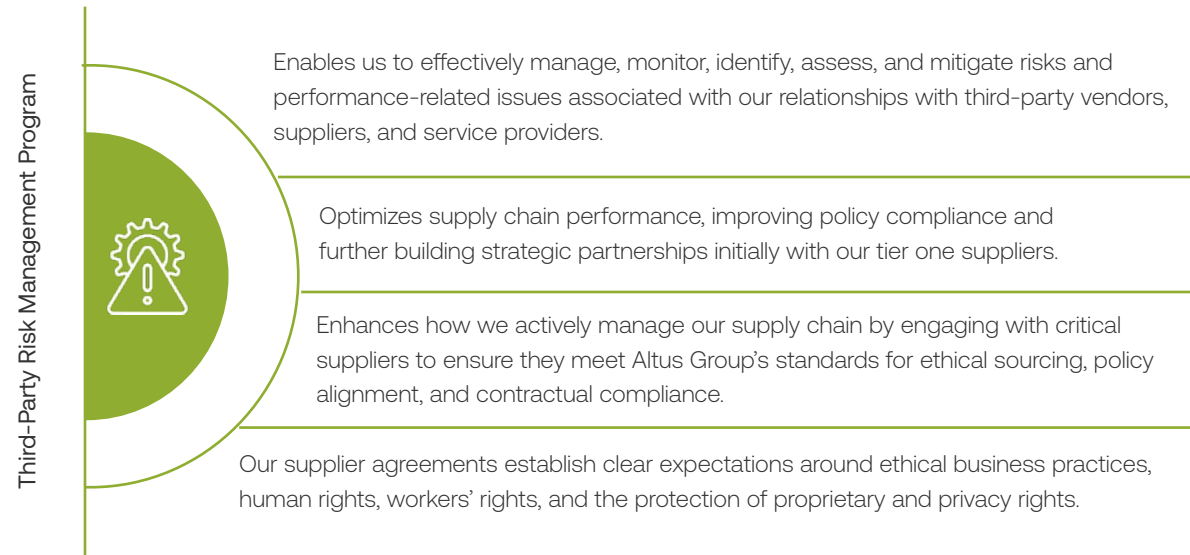 Third-Party Risk Management Program
Enables us to effectively manage, monitor, identify, assess, and mitigate risks and
performance-related issues associated with our relationships with third-party vendors,
suppliers, and service providers.
Optimizes supply chain performance, improving policy compliance and
further building strategic partnerships initially with our tier one suppliers.
Enhances how we actively manage our supply chain by engaging with critical
suppliers to ensure they meet Altus Group’s standards for ethical sourcing, policy
alignment, and contractual compliance.
Our supplier agreements establish clear expectations around ethical business practices,
human rights, workers’ rights, and the protection of proprietary and privacy rights.